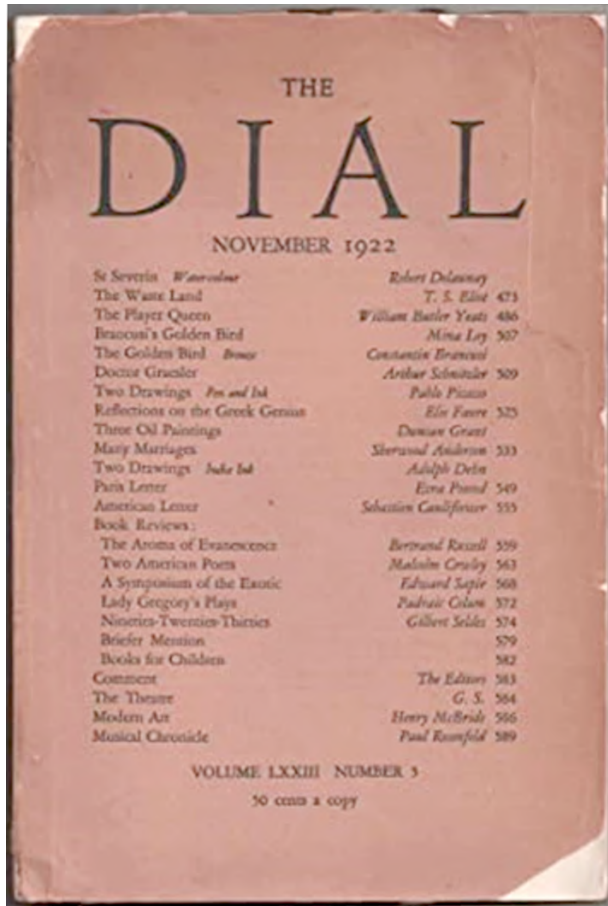 THE
DIAL
NOVEMBER 1922
St Severin Watercolour Robert Delaunay
The Waste Land T. S. Eliot 473
The Player Queen William Butler Yeats 486
Brancusi's Golden Bird Mina Loy 507
The Golden Bird Bronze Constantin Brancusi
Doctor Graesler Arthur Schnitzler 509
Two Drawings Pen and Ink Pablo Picasso
Reflections on the Greek Genius Elie Faure 525
Three Oil Paintings Duncan Grant
Many Marriages Sherwood Anderson 533
Two Drawings India Ink Adolph Dehn
Paris Letter Ezra Pound 549
American Letter Sebastien Cauliflower 555
Book Reviews:
The Aroma of Evanescence Bertrand Russell 559
Two American Poets Malcolm Cowley 563
A Symposium of the Exotic Edward Sapir 568
Lady Gregory's Plays Padraic Colum 572
Nineties-Twenties-Thirties Gilbert Seldes 574
Briefer Mention 579
Books for Children 582
Comment The Editors 583
The Theatre G. S. 584
Modern Art Henry McBride 586
Musical Chronicle Paul Rosenfeld 589
VOLUME LXXIII NUMBER 5
50 cents a copy